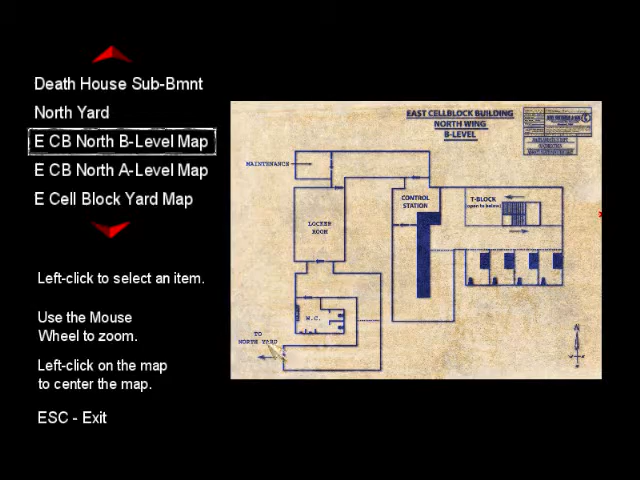 Death House Sub-Bmnt
North Yard
E CB North B-Level Map
E CB North A-Level Map
E Cell Block Yard Map
Left-click to select an item.
Use the Mouse
Wheel to zoom.
Left-click on the map
to center the map.
ESC - Exit
EAST CELLBLOCK BUILDING
NORTH WING
B-LEVEL
MAINTENANCE
CONTROL
STATION
T-BLOCK
(open to below)
LOCKER
ROOM
W.C.
TO
NORTH YARD
N